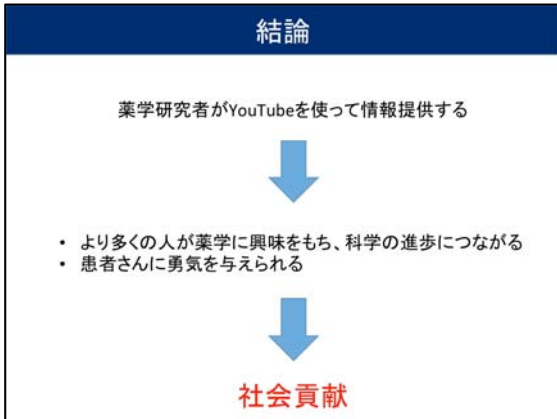 結論
薬学研究者がYouTubeを使って情報提供する
• より多くの人が薬学に興味をもち、科学の進歩につながる
• 患者さんに勇気を与えられる
社会貢献